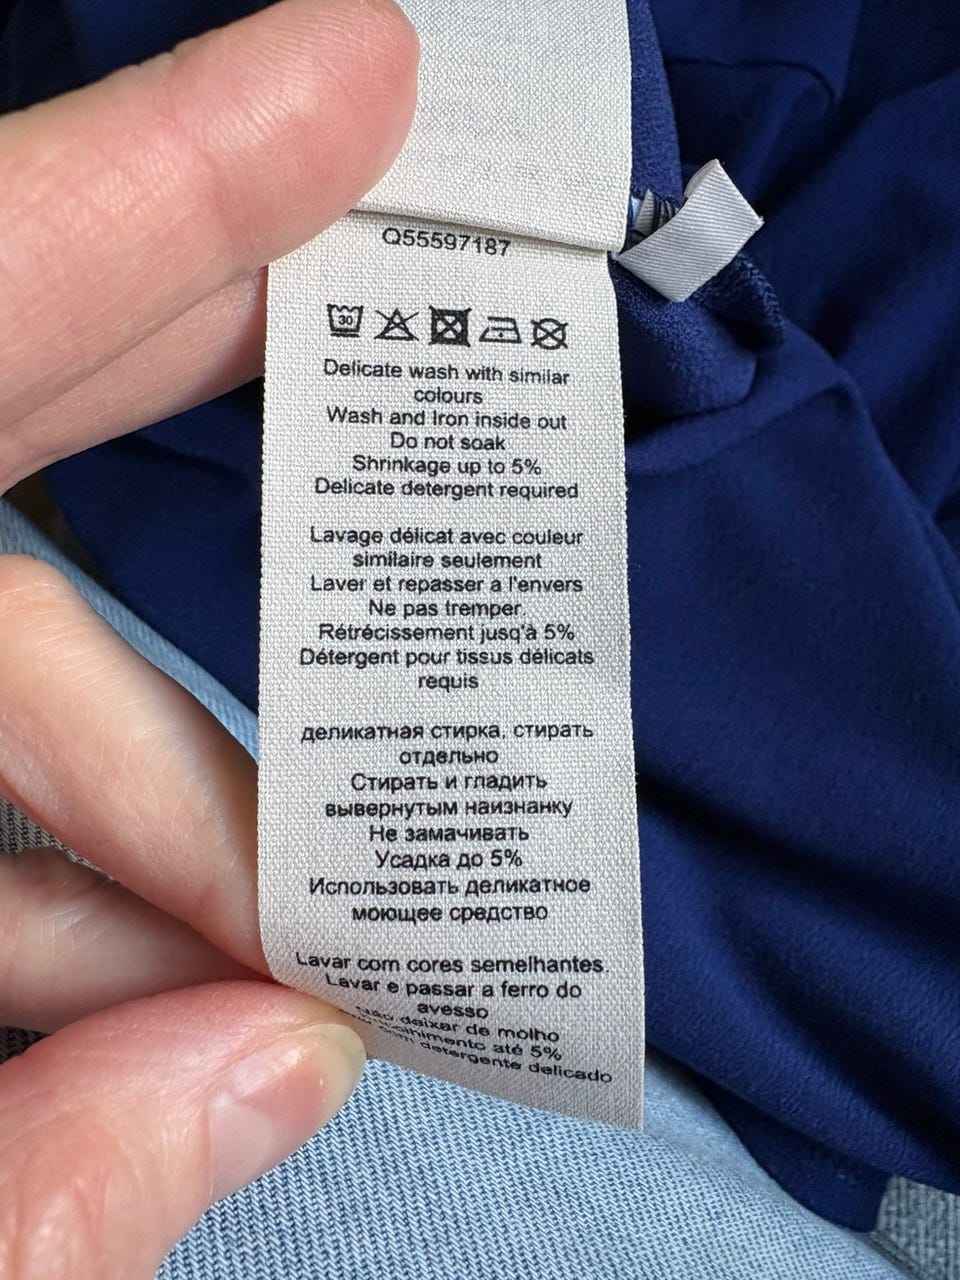 Q55597187
30
Delicate wash with similar
colours
Wash and Iron inside out
Do not soak
Shrinkage up to 5%
Delicate detergent required
Lavage délicat avec couleur
similaire seulement
Laver et repasser a l'envers
Ne pas tremper
Rétrécissement jusq'à 5%
Détergent pour tissus délicats
requis
деликатная стирка, стирать
отдельно
Стирать и гладить
вывернутым наизнанку
Не замачивать
Усадка до 5%
Использовать деликатное
моющее средство
Lavar com cores semelhantes.
Lavar e passar a ferro do
avesso
Não deixar de molho
até 5%
com detergente delicado